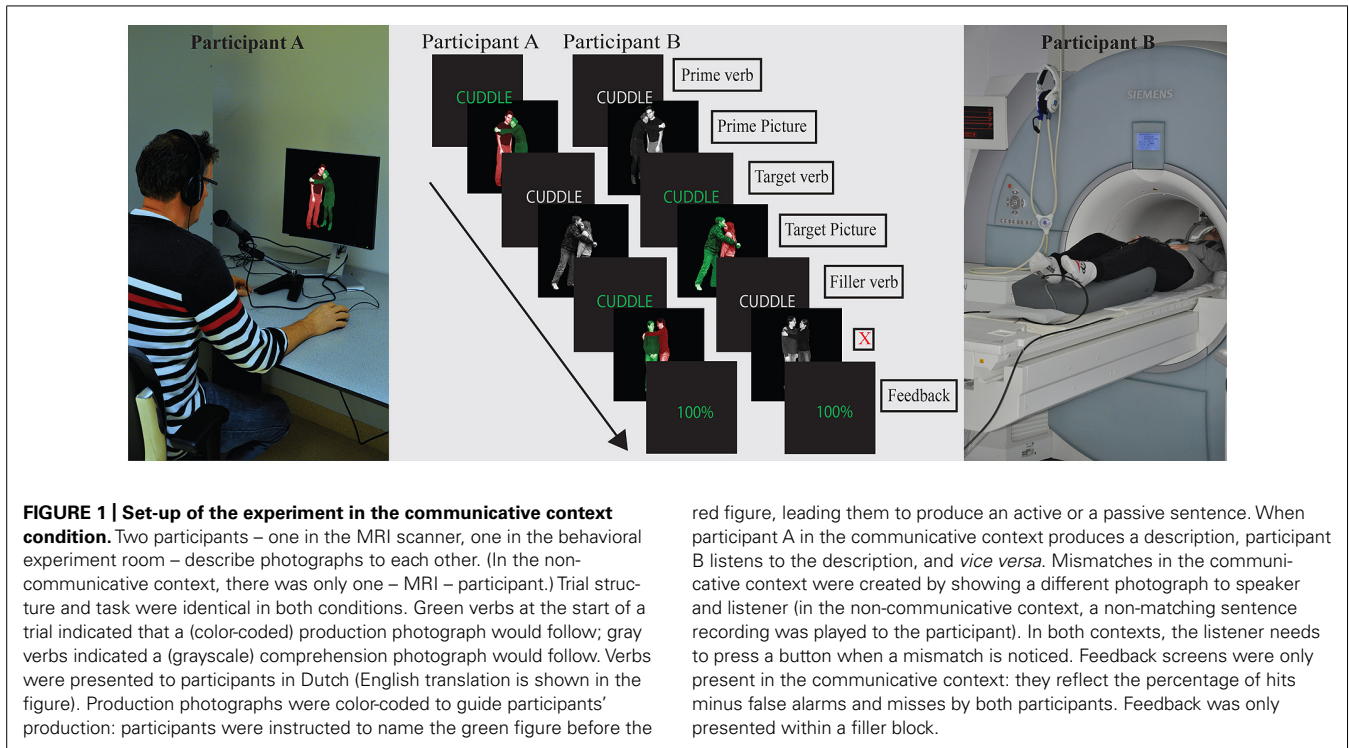 Participant A
Participant A Participant B
Participant B
Prime verb
CUDDLE CUDDLE
Prime Picture
SIEMENS
Target verb
CUDDLE CUDDLE
Target Picture
Filler verb
CUDDLE CUDDLE
X
Feedback
100% 100%
FIGURE 1 | Set-up of the experiment in the communicative context
condition. Two participants – one in the MRI scanner, one in the behavioral
experiment room – describe photographs to each other. (In the non-
communicative context, there was only one – MRI – participant.) Trial struc-
ture and task were identical in both conditions. Green verbs at the start of a
trial indicated that a (color-coded) production photograph would follow; gray
verbs indicated a (grayscale) comprehension photograph would follow. Verbs
were presented to participants in Dutch (English translation is shown in the
figure). Production photographs were color-coded to guide participants'
production: participants were instructed to name the green figure before the
red figure, leading them to produce an active or a passive sentence. When
participant A in the communicative context produces a description, participant
B listens to the description, and vice versa. Mismatches in the communi-
cative context were created by showing a different photograph to speaker
and listener (in the non-communicative context, a non-matching sentence
recording was played to the participant). In both contexts, the listener needs
to press a button when a mismatch is noticed. Feedback screens were only
present in the communicative context: they reflect the percentage of hits
minus false alarms and misses by both participants. Feedback was only
presented within a filler block.